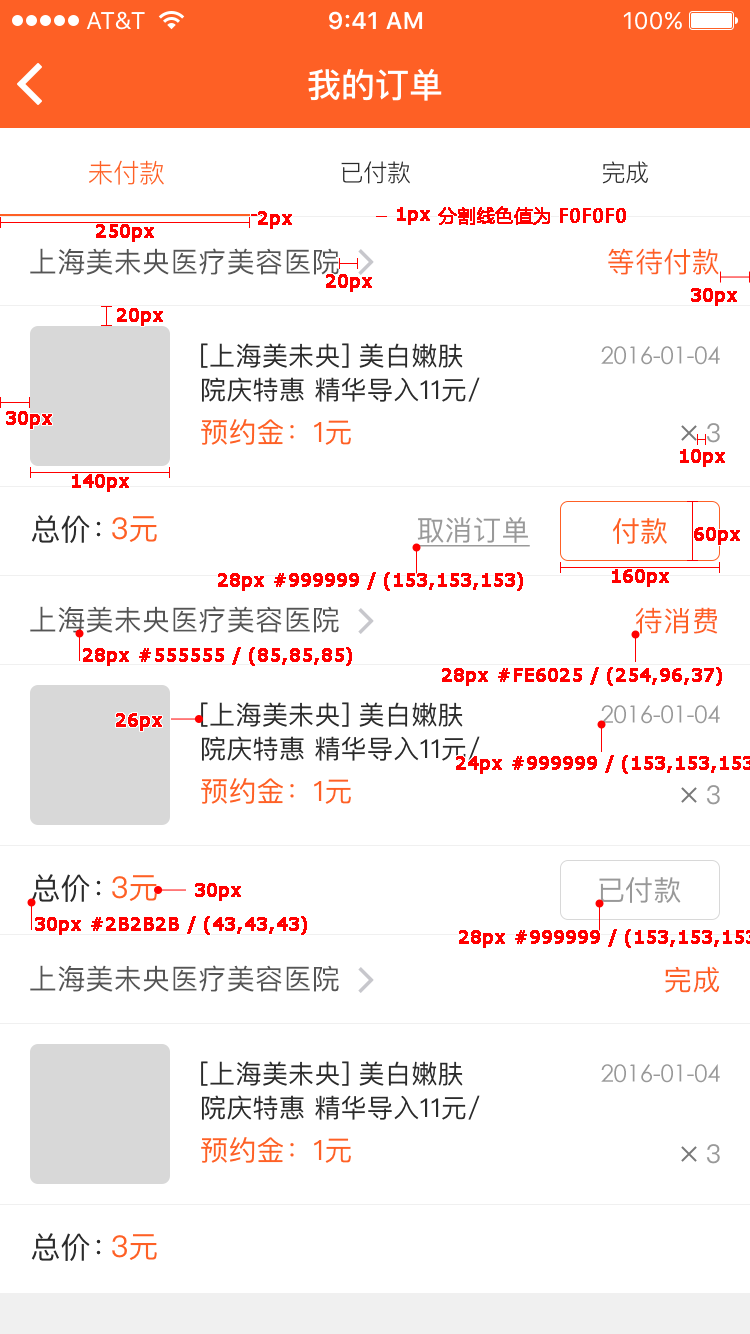 AT&T 9:41 AM 100%
我的订单
未付款 已付款 完成
2px 1px 分割线色值为 F0F0F0
250px
上海美未央医疗美容医院 等待付款
20px
30px
20px
[上海美未央] 美白嫩肤 2016-01-04
院庆特惠 精华导入11元/
30px
预约金：1元 × 3
10px
140px
总价：3元 取消订单 付款 60px
28px #999999 / (153,153,153) 160px
上海美未央医疗美容医院 待消费
28px #555555 / (85,85,85)
28px #FE6025 / (254,96,37)
26px [上海美未央] 美白嫩肤 2016-01-04
院庆特惠 精华导入11元/
24px #999999 / (153,153,153
预约金：1元 × 3
总价：3元 30px 已付款
30px #2B2B2B / (43,43,43)
28px #999999 / (153,153,153
上海美未央医疗美容医院 完成
[上海美未央] 美白嫩肤 2016-01-04
院庆特惠 精华导入11元/
预约金：1元 × 3
总价：3元